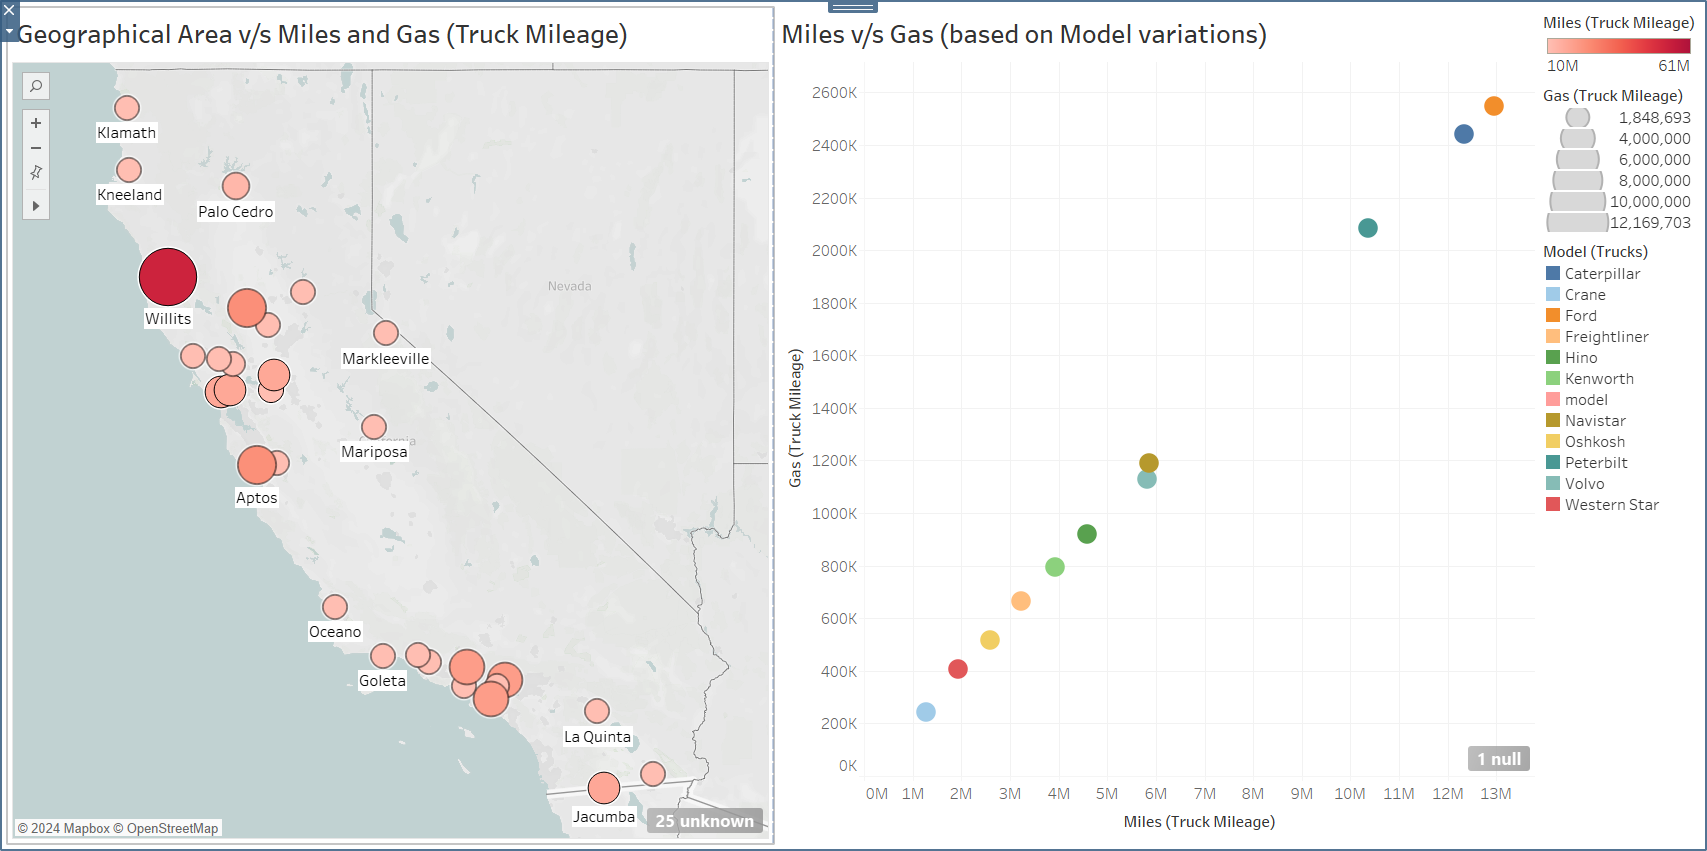 Geographical Area v/s Miles and Gas (Truck Mileage)
Klamath
Kneeland
Palo Cedro
Nevada
Willits
Markleeville
California
Mariposa
Aptos
Oceano
Goleta
La Quinta
Jacumba
25 unknown
© 2024 Mapbox © OpenStreetMap
Miles v/s Gas (based on Model variations)
Gas (Truck Mileage)
2600K
2400K
2200K
2000K
1800K
1600K
1400K
1200K
1000K
800K
600K
400K
200K
0K
1 null
0M 1M 2M 3M 4M 5M 6M 7M 8M 9M 10M 11M 12M 13M
Miles (Truck Mileage)
Miles (Truck Mileage)
10M 61M
Gas (Truck Mileage)
1,848,693
4,000,000
6,000,000
8,000,000
10,000,000
12,169,703
Model (Trucks)
Caterpillar
Crane
Ford
Freightliner
Hino
Kenworth
model
Navistar
Oshkosh
Peterbilt
Volvo
Western Star